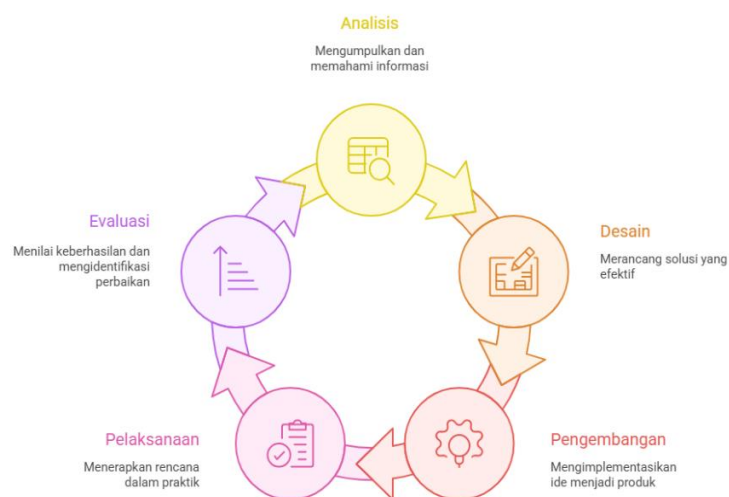 Analisis
Mengumpulkan dan
memahami informasi
Evaluasi
Menilai keberhasilan dan
mengidentifikasi
perbaikan
Desain
Merancang solusi yang
efektif
Pelaksanaan
Menerapkan rencana
dalam praktik
Pengembangan
Mengimplementasikan
ide menjadi produk